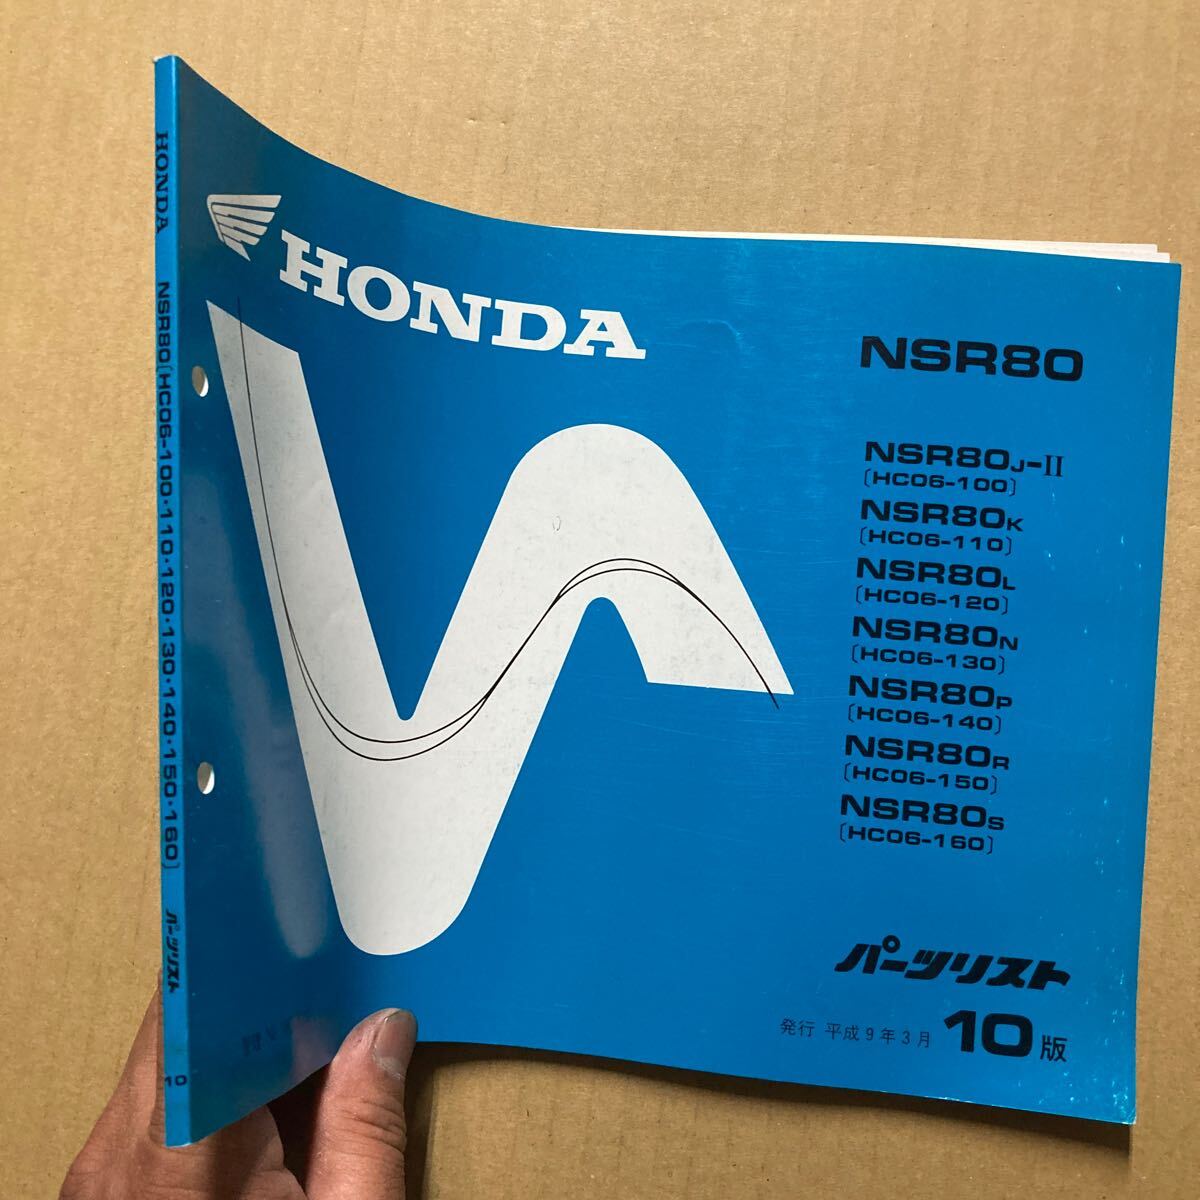 HONDA NSR80〔HC06-100・110・120・130・140・150・160〕 パーツリスト 10
HONDA
NSR80
NSR80J-II
〔HC06-100〕
NSR80K
〔HC06-110〕
NSR80L
〔HC06-120〕
NSR80N
〔HC06-130〕
NSR80P
〔HC06-140〕
NSR80R
〔HC06-150〕
NSR80S
〔HC06-160〕
パーツリスト
発行 平成9年3月 10版